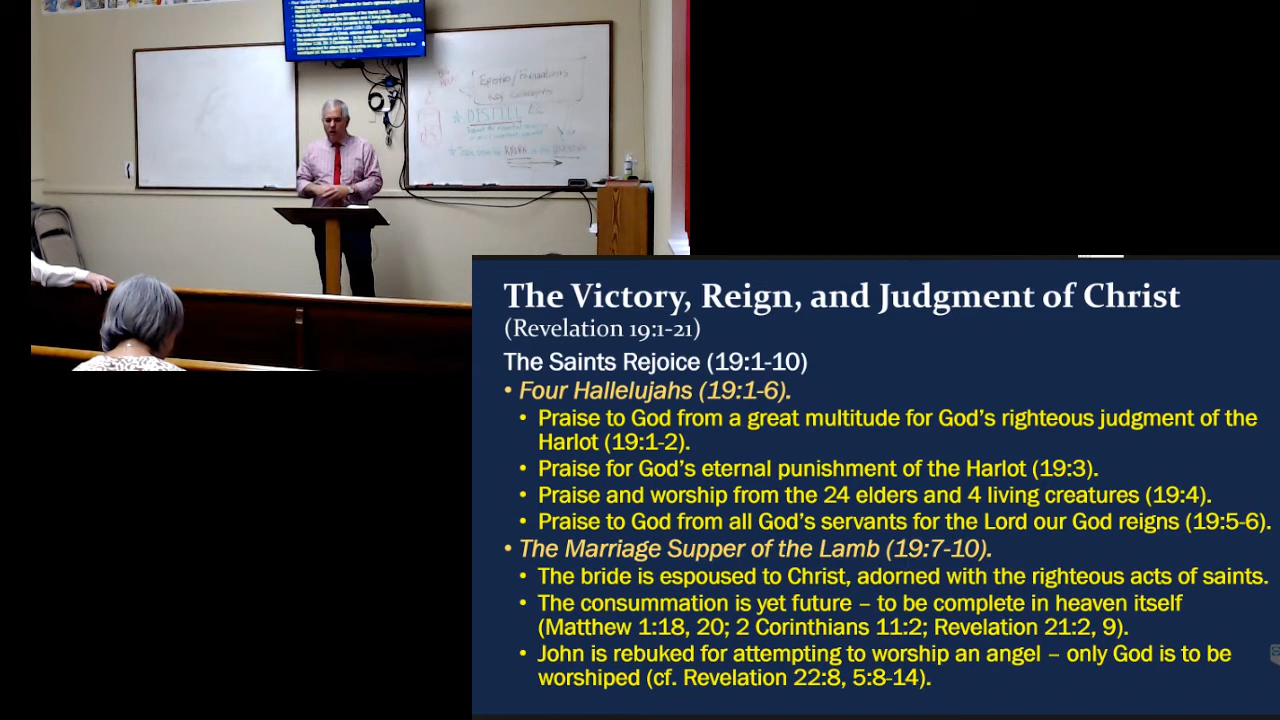 Epochs/Foundations
Key Concepts
* DISTILL
KNOWN
UNKNOWN
The Victory, Reign, and Judgment of Christ
(Revelation 19:1-21)
The Saints Rejoice (19:1-10)
• Four Hallelujahs (19:1-6).
• Praise to God from a great multitude for God's righteous judgment of the
Harlot (19:1-2).
• Praise for God's eternal punishment of the Harlot (19:3).
• Praise and worship from the 24 elders and 4 living creatures (19:4).
• Praise to God from all God's servants for the Lord our God reigns (19:5-6).
• The Marriage Supper of the Lamb (19:7-10).
• The bride is espoused to Christ, adorned with the righteous acts of saints.
• The consummation is yet future – to be complete in heaven itself
(Matthew 1:18, 20; 2 Corinthians 11:2; Revelation 21:2, 9).
• John is rebuked for attempting to worship an angel – only God is to be
worshiped (cf. Revelation 22:8, 5:8-14).